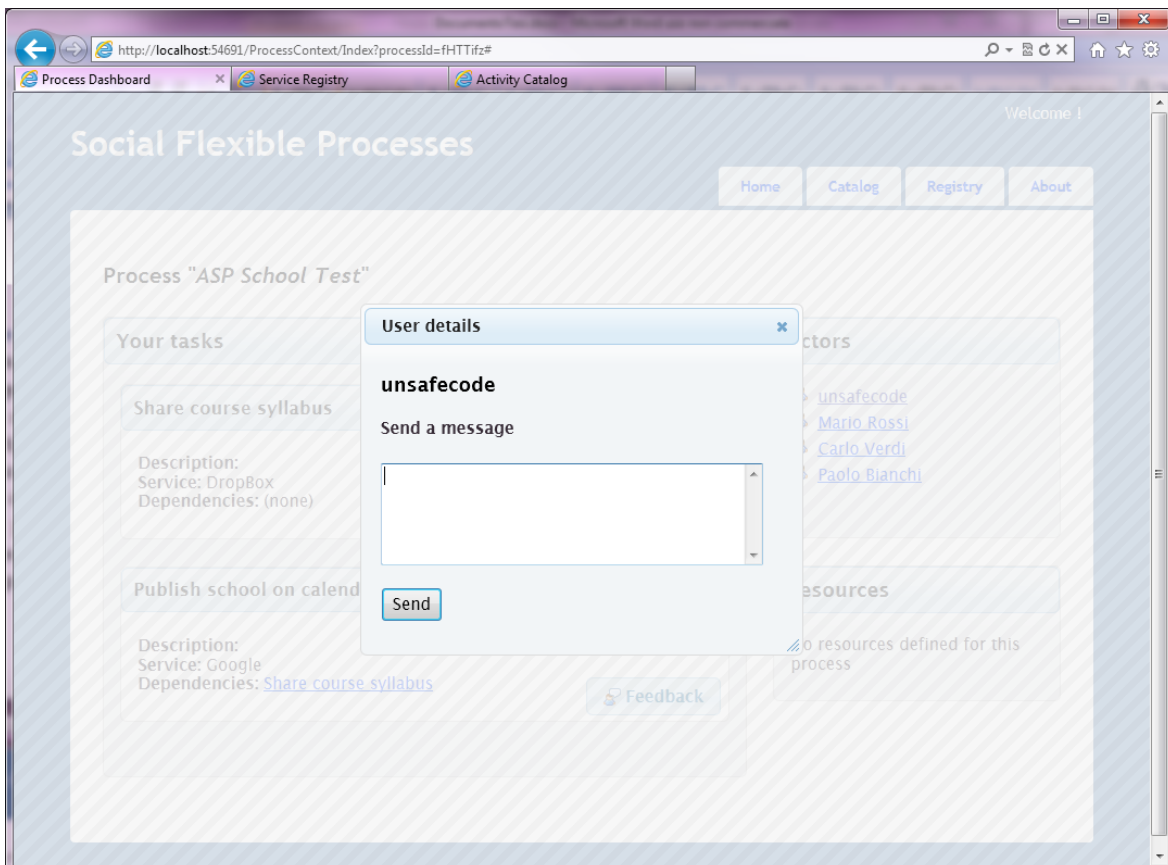 http://localhost:54691/ProcessContext/Index?processId=fHTTifz#
Process Dashboard
Service Registry
Activity Catalog
Welcome !
Social Flexible Processes
Home
Catalog
Registry
About
Process "ASP School Test"
Your tasks
Share course syllabus
Description:
Service: DropBox
Dependencies: (none)
Publish school on calend
Description:
Service: Google
Dependencies: Share course syllabus
Feedback
User details
unsafecode
Send a message
Send
ctors
unsafecode
Mario Rossi
Carlo Verdi
Paolo Bianchi
esources
o resources defined for this
process